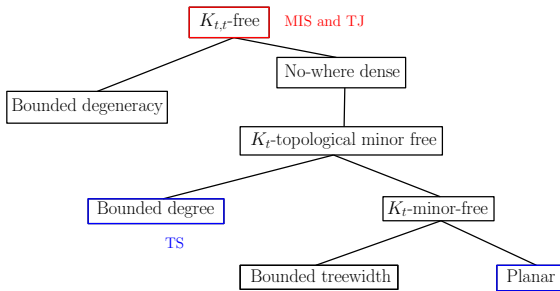 $K_{t,t}$-free
MIS and TJ
No-where dense
Bounded degeneracy
$K_t$-topological minor free
Bounded degree
$K_t$-minor-free
TS
Bounded treewidth
Planar